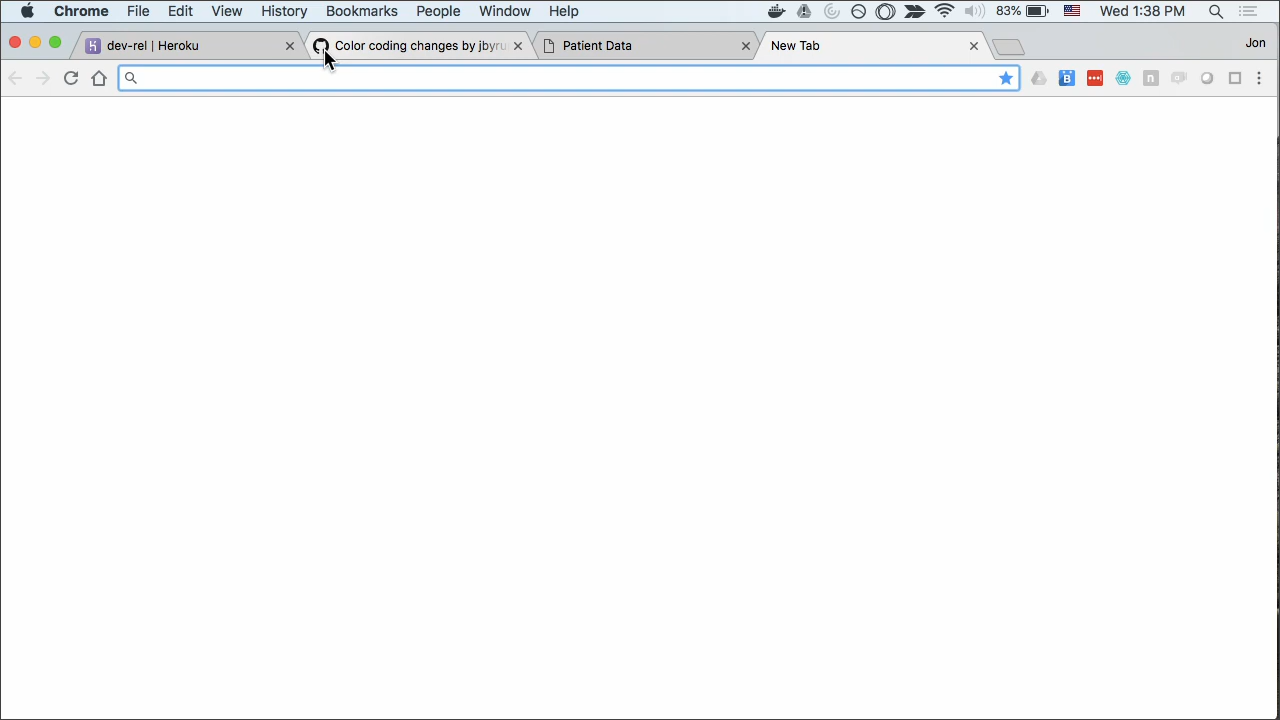 Chrome File Edit View History Bookmarks People Window Help 83% Wed 1:38 PM
dev-rel | Heroku Color coding changes by jbyru Patient Data New Tab Jon